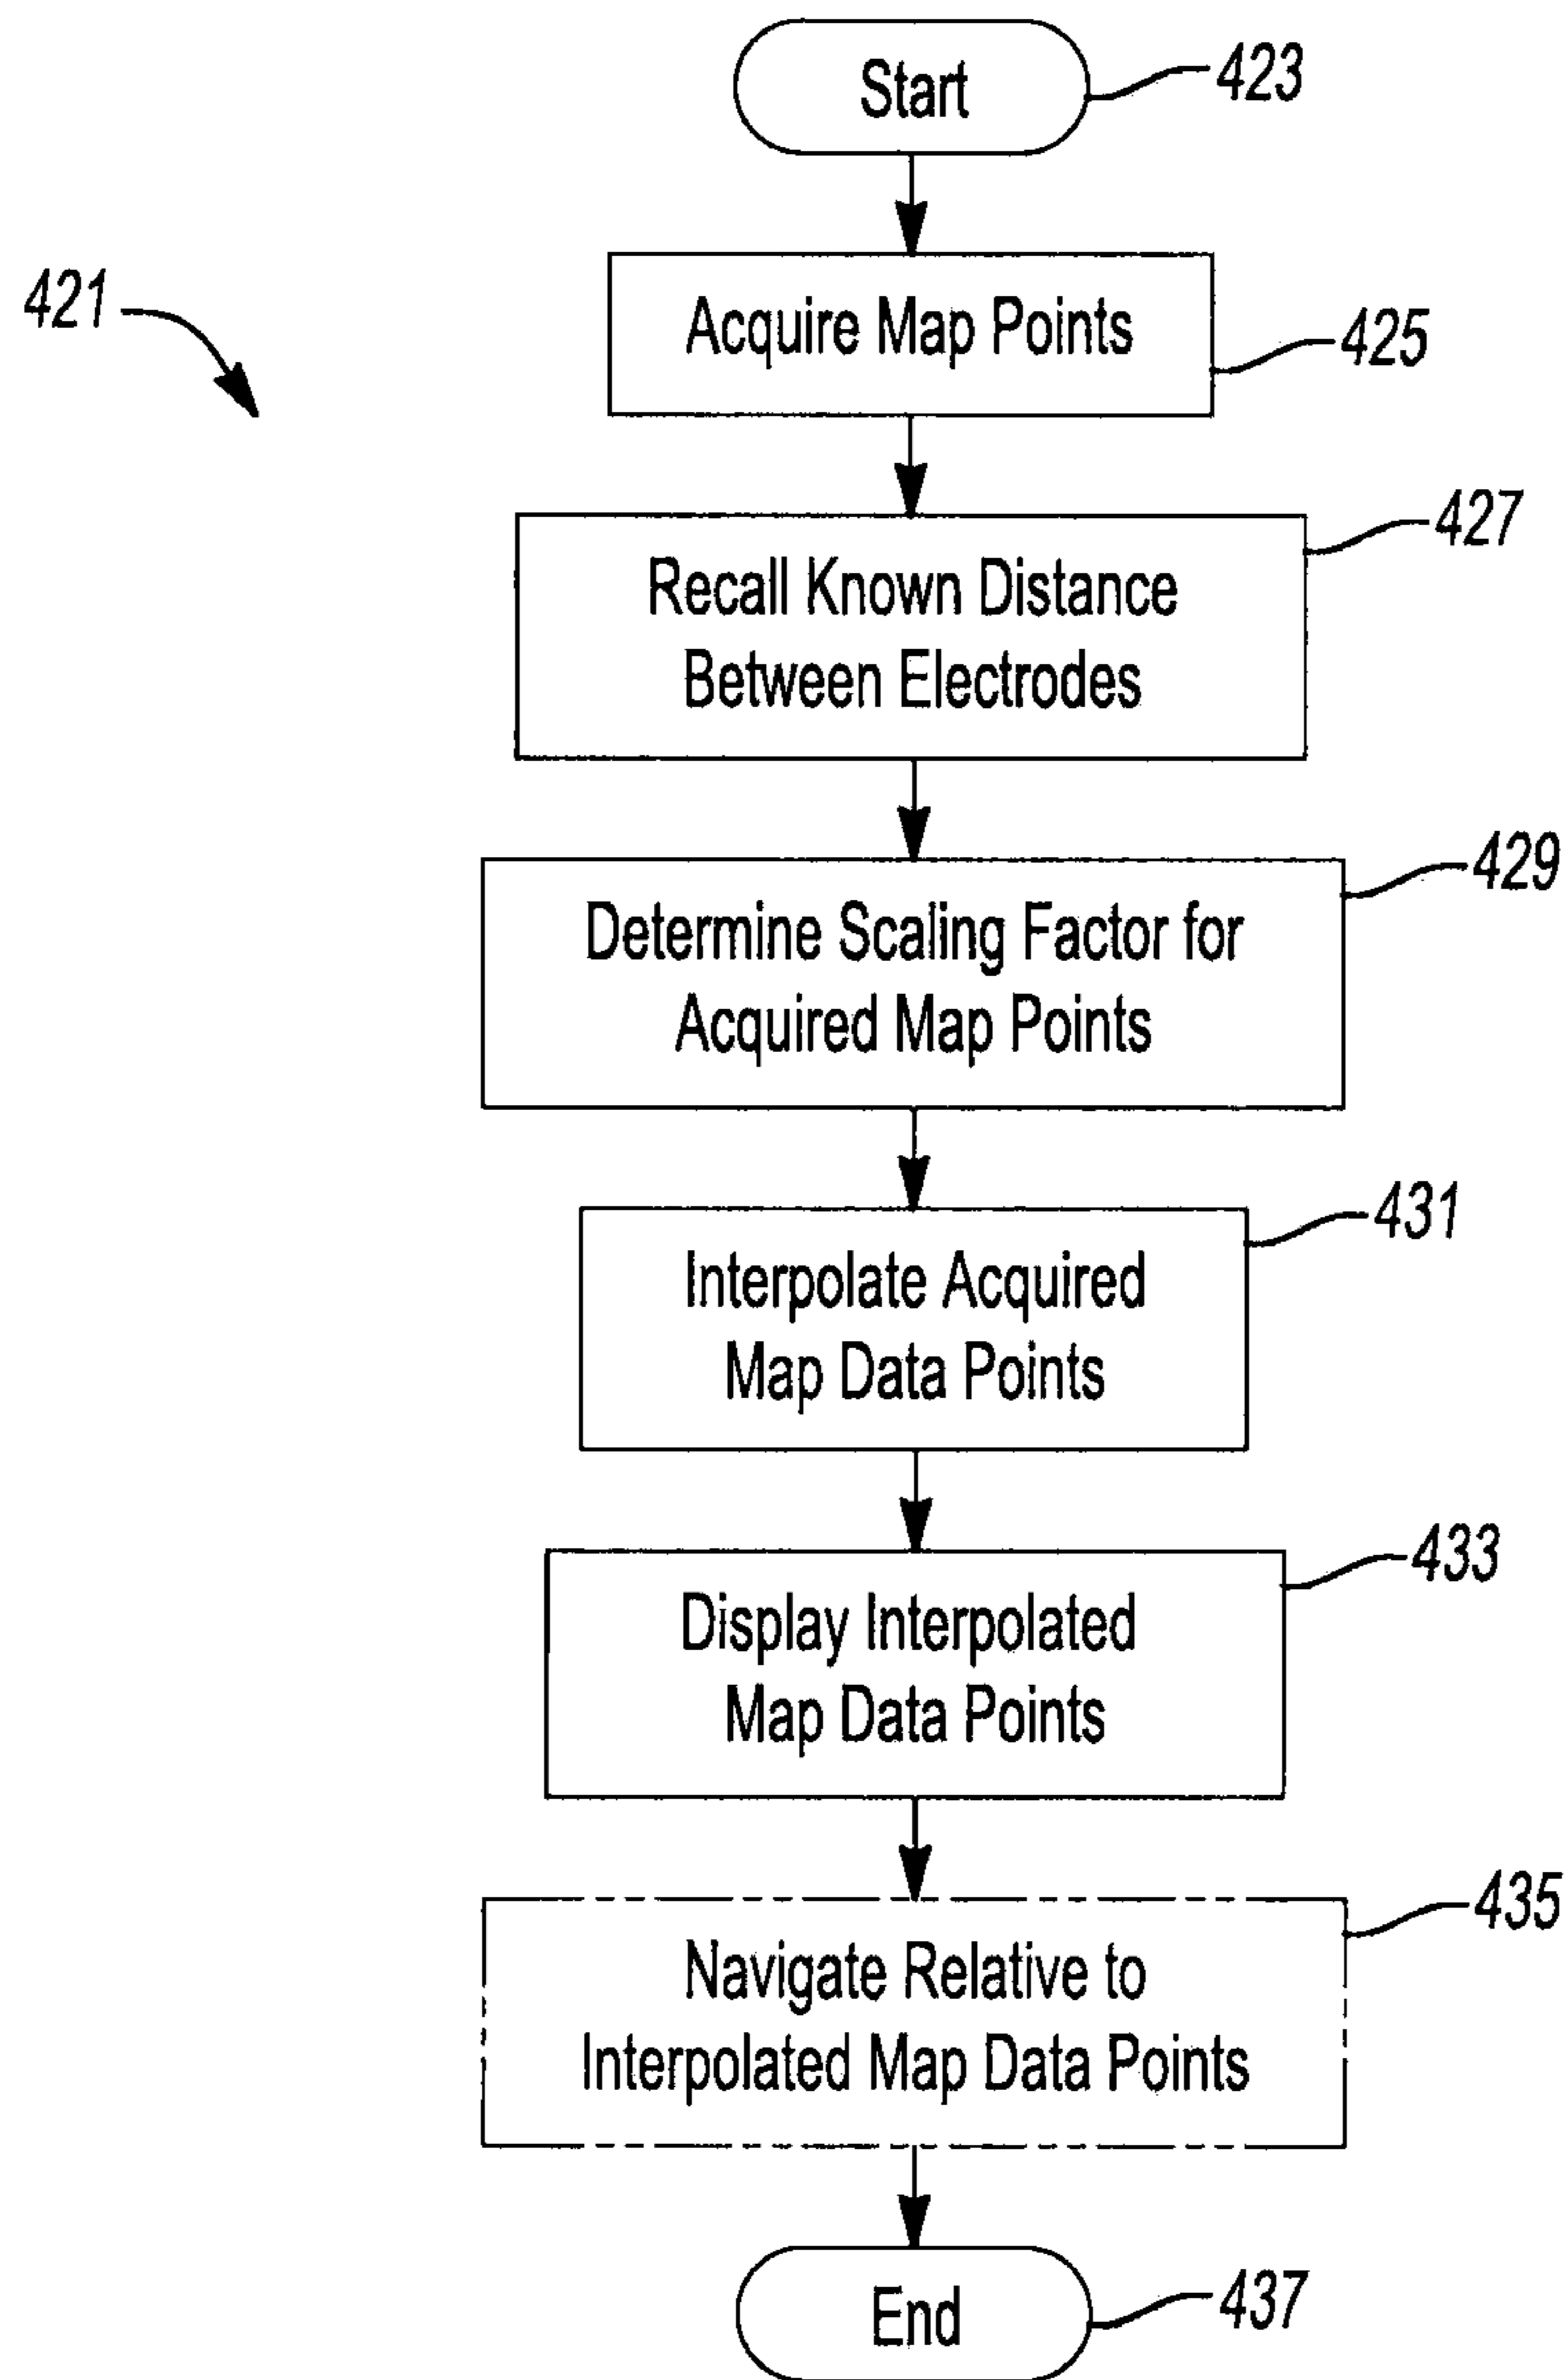 Start
423
421
Acquire Map Points
425
427
Recall Known Distance
Between Electrodes
429
Determine Scaling Factor for
Acquired Map Points
431
Interpolate Acquired
Map Data Points
433
Display Interpolated
Map Data Points
435
Navigate Relative to
Interpolated Map Data Points
End
437